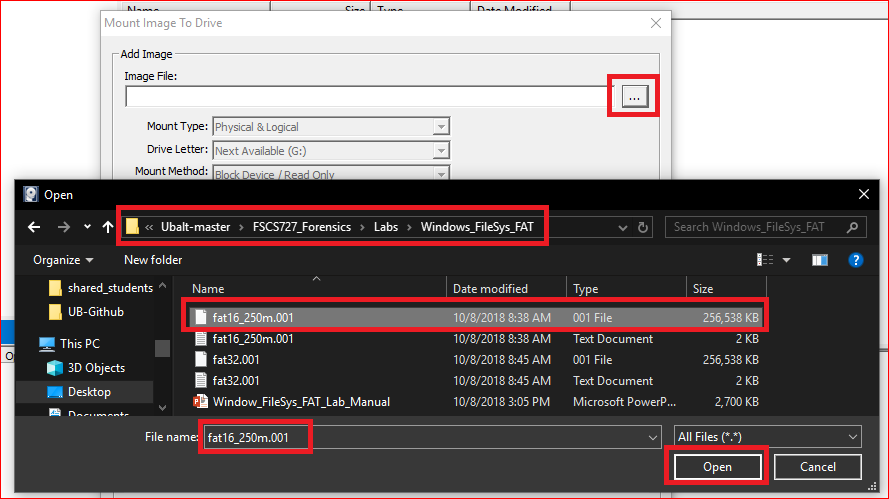 Name Size Type Date Modified
Mount Image To Drive
Add Image
Image File:
...
Mount Type: Physical & Logical
Drive Letter: Next Available (G:)
Mount Method: Block Device / Read Only
Open
« Ubalt-master > FSCS727_Forensics > Labs > Windows_FileSys_FAT
Search Windows_FileSys_FAT
Organize New folder
shared_students
UB-Github
This PC
3D Objects
Desktop
Documents
Name Date modified Type Size
fat16_250m.001 10/8/2018 8:38 AM 001 File 256,538 KB
fat16_250m.001 10/8/2018 8:38 AM Text Document 2 KB
fat32.001 10/8/2018 8:45 AM 001 File 256,538 KB
fat32.001 10/8/2018 8:45 AM Text Document 2 KB
Window_FileSys_FAT_Lab_Manual 10/8/2018 3:05 PM Microsoft PowerP... 2,700 KB
File name: fat16_250m.001 All Files (*.*)
Open Cancel